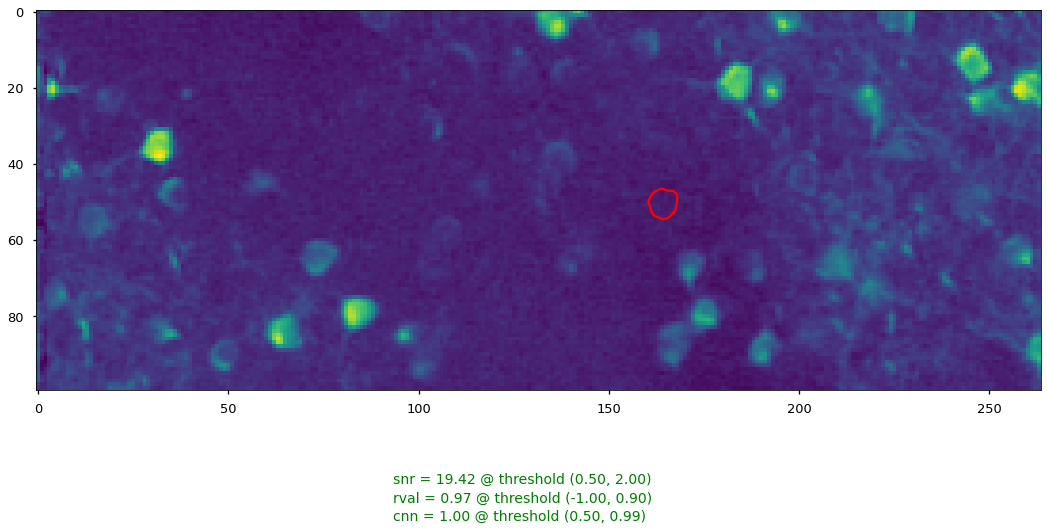 0
20
40
60
80
0 50 100 150 200 250
snr = 19.42 @ threshold (0.50, 2.00)
rval = 0.97 @ threshold (-1.00, 0.90)
cnn = 1.00 @ threshold (0.50, 0.99)